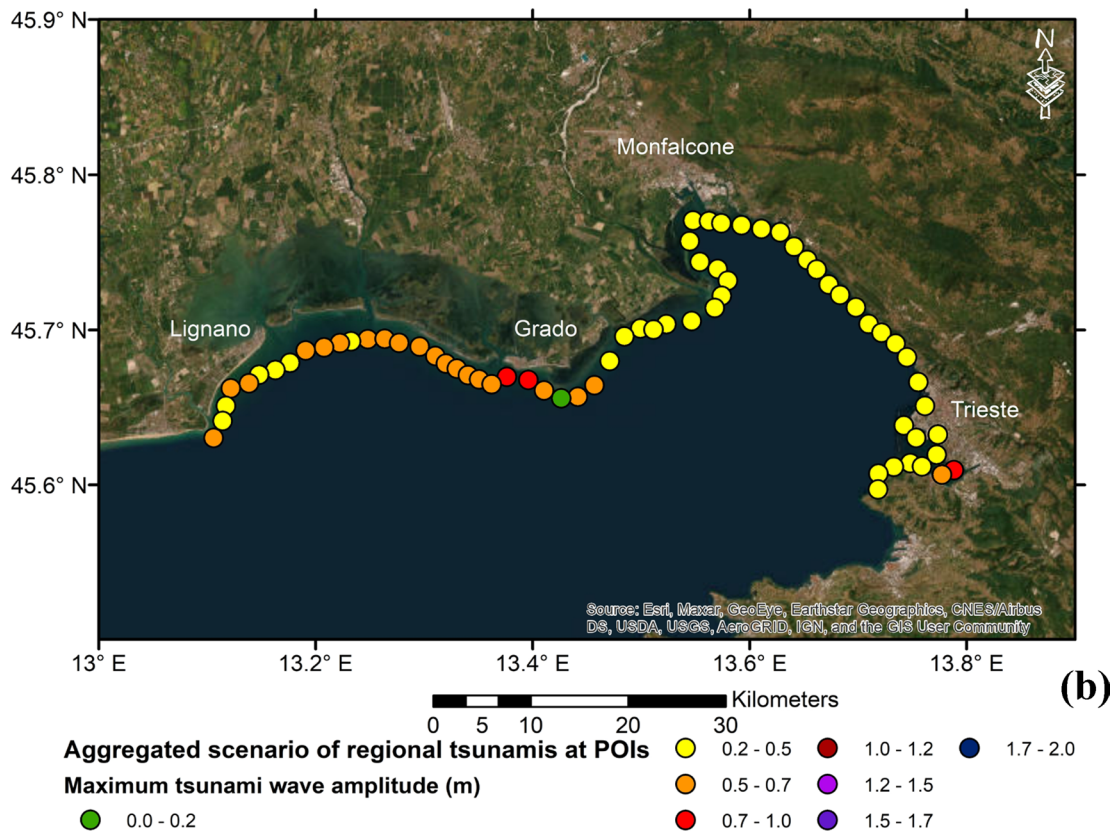 45.9° N
N
Monfalcone
45.8° N
Lignano
Grado
45.7° N
Trieste
45.6° N
Source: Esri, Maxar, GeoEye, Earthstar Geographics, CNES/Airbus
DS, USDA, USGS, AeroGRID, IGN, and the GIS User Community
13° E
13.2° E
13.4° E
13.6° E
13.8° E
(b)
Kilometers
0 5 10 20 30
Aggregated scenario of regional tsunamis at POIs
Maximum tsunami wave amplitude (m)
0.0 - 0.2
0.2 - 0.5
0.5 - 0.7
0.7 - 1.0
1.0 - 1.2
1.2 - 1.5
1.5 - 1.7
1.7 - 2.0